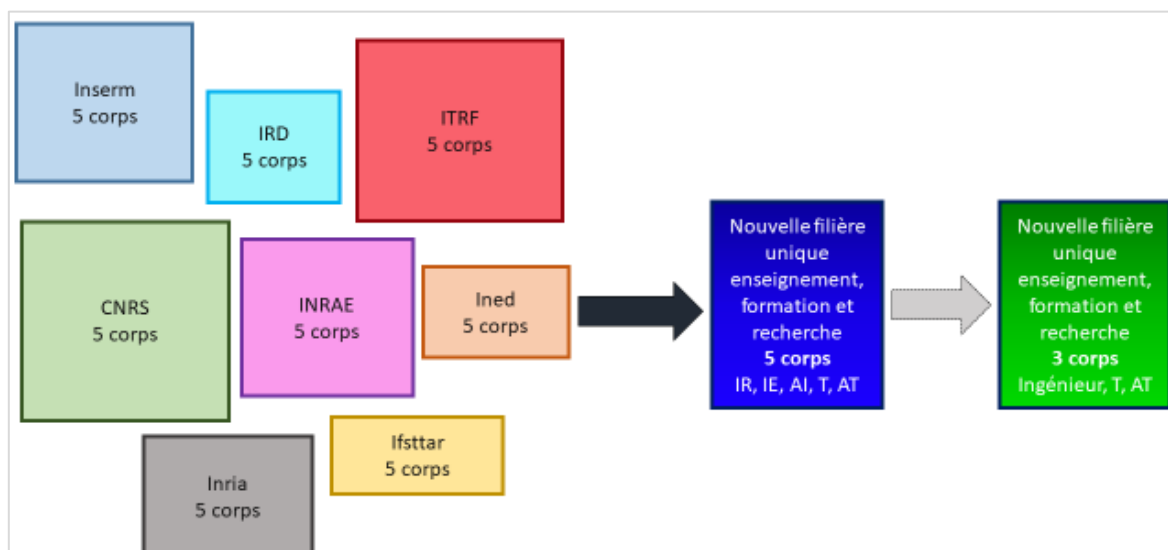 Inserm
5 corps
IRD
5 corps
ITRF
5 corps
CNRS
5 corps
INRAE
5 corps
Ined
5 corps
Inria
5 corps
Ifsttar
5 corps
Nouvelle filière
unique
enseignement,
formation et
recherche
5 corps
IR, IE, AI, T, AT
Nouvelle filière
unique
enseignement,
formation et
recherche
3 corps
Ingénieur, T, AT